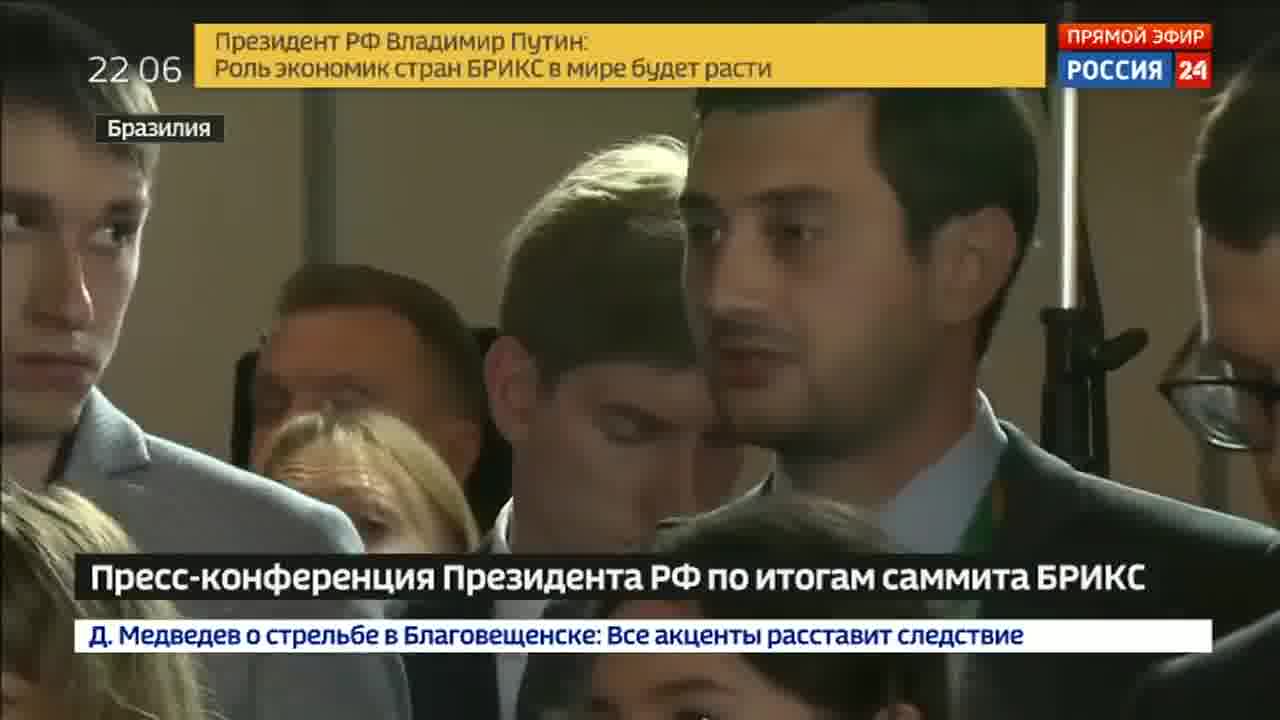 22 06
Президент РФ Владимир Путин:
Роль экономик стран БРИКС в мире будет расти
ПРЯМОЙ ЭФИР
РОССИЯ 24
Бразилия
Пресс-конференция Президента РФ по итогам саммита БРИКС
Д. Медведев о стрельбе в Благовещенске: Все акценты расставит следствие